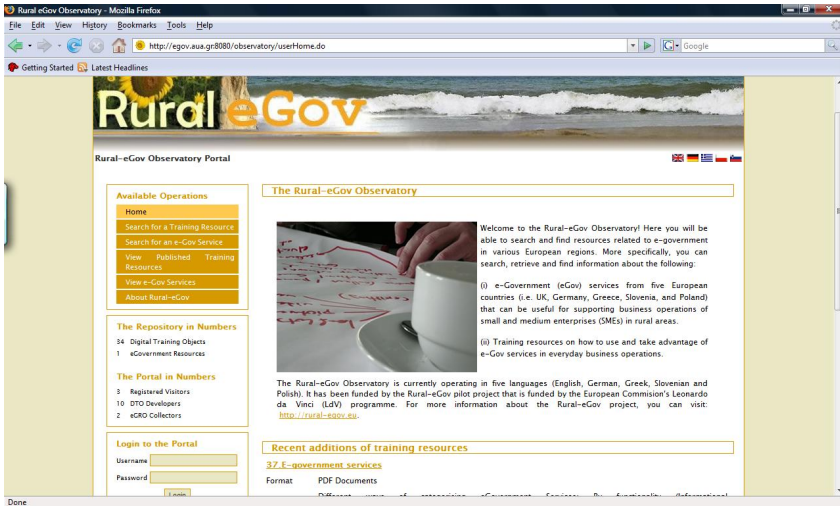 Rural eGov Observatory - Mozilla Firefox
File Edit View History Bookmarks Tools Help
http://egov.aua.gr:8080/observatory/userHome.do
G Google
Getting Started Latest Headlines
Rural eGov
Rural-eGov Observatory Portal
Available Operations
Home
Search for a Training Resource
Search for an e-Gov Service
View Published Training
Resources
View e-Gov Services
About Rural-eGov
The Repository in Numbers
34 Digital Training Objects
1 eGovernment Resources
The Portal in Numbers
3 Registered Visitors
10 DTO Developers
2 eGRO Collectors
Login to the Portal
Username
Password
Login
The Rural-eGov Observatory
Welcome to the Rural-eGov Observatory! Here you will be
able to search and find resources related to e-government
in various European regions. More specifically, you can
search, retrieve and find information about the following:
(i) e-Government (eGov) services from five European
countries (i.e. UK, Germany, Greece, Slovenia, and Poland)
that can be useful for supporting business operations of
small and medium enterprises (SMEs) in rural areas.
(ii) Training resources on how to use and take advantage of
e-Gov services in everyday business operations.
The Rural-eGov Observatory is currently operating in five languages (English, German, Greek, Slovenian and
Polish). It has been funded by the Rural-eGov pilot project that is funded by the European Commision's Leonardo
da Vinci (LdV) programme. For more information about the Rural-eGov project, you can visit:
http://rural-egov.eu.
Recent additions of training resources
37.E-government services
Format PDF Documents
Different ways of categorising eGovernment Services: By functionality (Informational,
Done